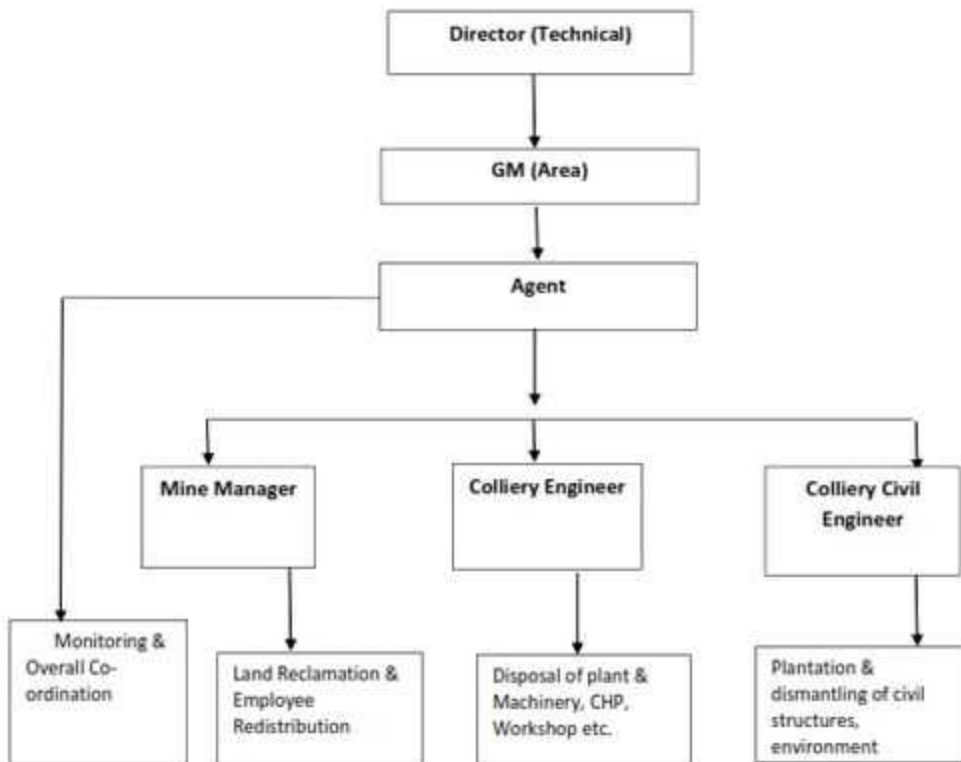 Director (Technical)
GM (Area)
Agent
Mine Manager
Colliery Engineer
Colliery Civil
Engineer
Monitoring &
Overall Co-
ordination
Land Reclamation &
Employee
Redistribution
Disposal of plant &
Machinery, CHP,
Workshop etc.
Plantation &
dismantling of civil
structures,
environment